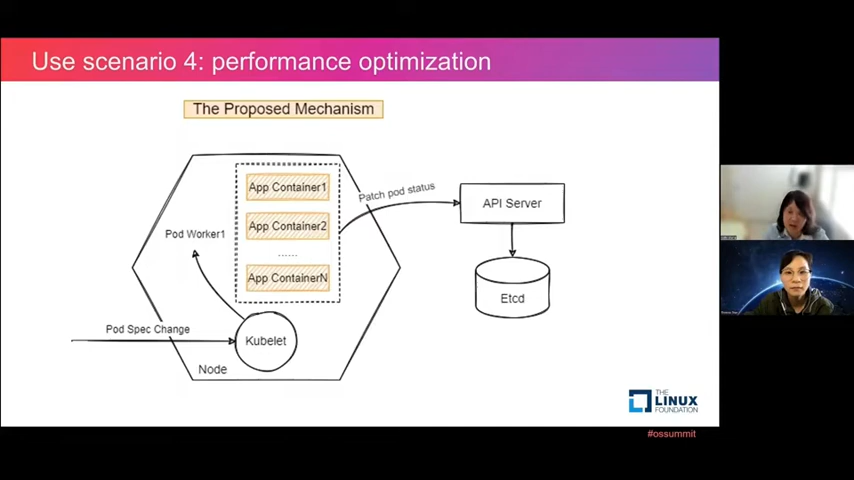 Use scenario 4: performance optimization
The Proposed Mechanism
App Container1
Patch pod status
API Server
App Container2
Pod Worker1
......
App ContainerN
Etcd
Pod Spec Change
Kubelet
Node
THE
LINUX
FOUNDATION
#ossummit